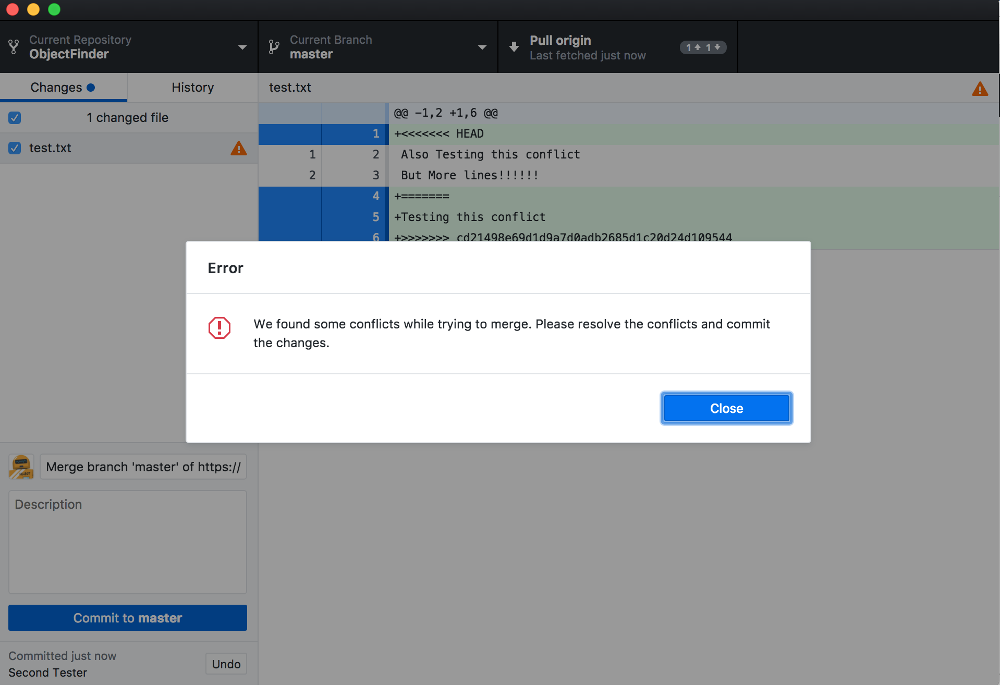 Current Repository
ObjectFinder
Current Branch
master
Pull origin
Last fetched just now
1 1
Changes
History
test.txt
1 changed file
test.txt
@@ -1,2 +1,6 @@
1 +<<<<<<< HEAD
1 2 Also Testing this conflict
2 3 But More lines!!!!!!
4 +=======
5 +Testing this conflict
6 +>>>>>>> cd21498e69d1d9a7d0adb2685d1c20d24d109544
Error
We found some conflicts while trying to merge. Please resolve the conflicts and commit
the changes.
Close
Merge branch 'master' of https://
Description
Commit to master
Committed just now
Second Tester
Undo